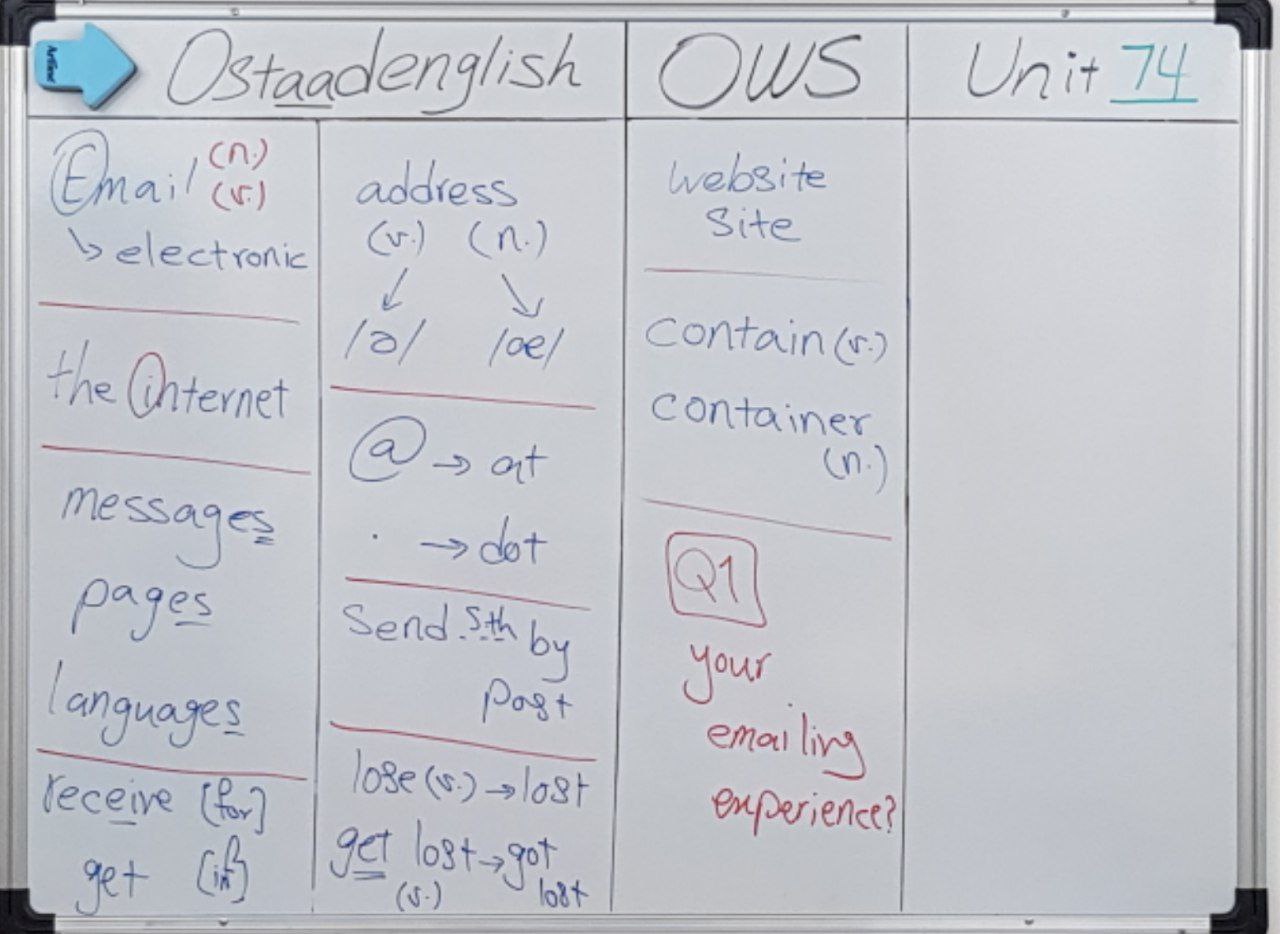 Ostaadenglish
OWS
Unit 74
Email (n.)
(v.)
↳ electronic
the internet
messages
pages
languages
receive [for]
get [inf]
address
(v.) (n.)
/ə/ /æ/
@ → at
. → dot
Send s.th by
post
lose (v.) → lost
get lost → got
(v.) lost
website
site
contain (v.)
container
(n.)
Q1
your
emailing
experience?